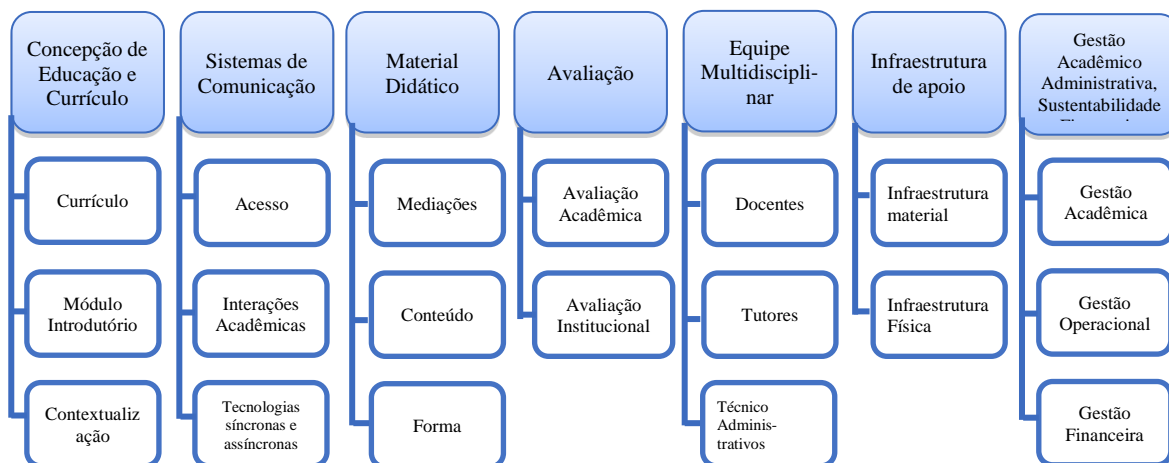 Concepção de
Educação e
Currículo
Currículo
Módulo
Introdutório
Contextualiz
ação
Sistemas de
Comunicação
Acesso
Interações
Acadêmicas
Tecnologias
síncronas e
assíncronas
Material
Didático
Mediações
Conteúdo
Forma
Avaliação
Avaliação
Acadêmica
Avaliação
Institucional
Equipe
Multidiscipli-
nar
Docentes
Tutores
Técnico
Adminis-
trativos
Infraestrutura
de apoio
Infraestrutura
material
Infraestrutura
Física
Gestão
Acadêmico
Administrativa,
Sustentabilidade
Gestão
Acadêmica
Gestão
Operacional
Gestão
Financeira